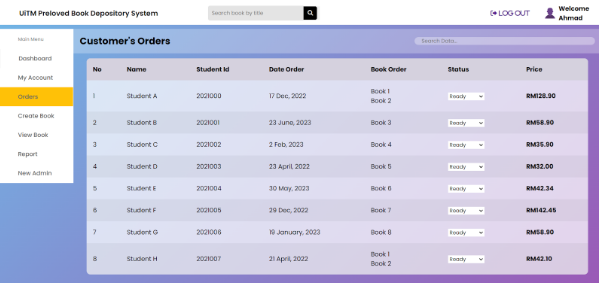 UiTM Preloved Book Depository System
Search book by title
LOG OUT
Welcome
Ahmad
Main Menu
Dashboard
My Account
Orders
Create Book
View Book
Report
New Admin
Customer's Orders
Search Data...
No Name Student Id Date Order Book Order Status Price
1 Student A 2021000 17 Dec, 2022 Book 1 Ready RM128.90
Book 2
2 Student B 2021001 23 June, 2023 Book 3 Ready RM58.90
3 Student C 2021002 2 Feb, 2023 Book 4 Ready RM35.90
4 Student D 2021003 23 April, 2022 Book 5 Ready RM32.00
5 Student E 2021004 30 May, 2023 Book 6 Ready RM42.34
6 Student F 2021005 29 Dec, 2022 Book 7 Ready RM142.45
7 Student G 2021006 19 January, 2023 Book 8 Ready RM58.90
8 Student H 2021007 21 April, 2022 Book 1 Ready RM42.10
Book 2